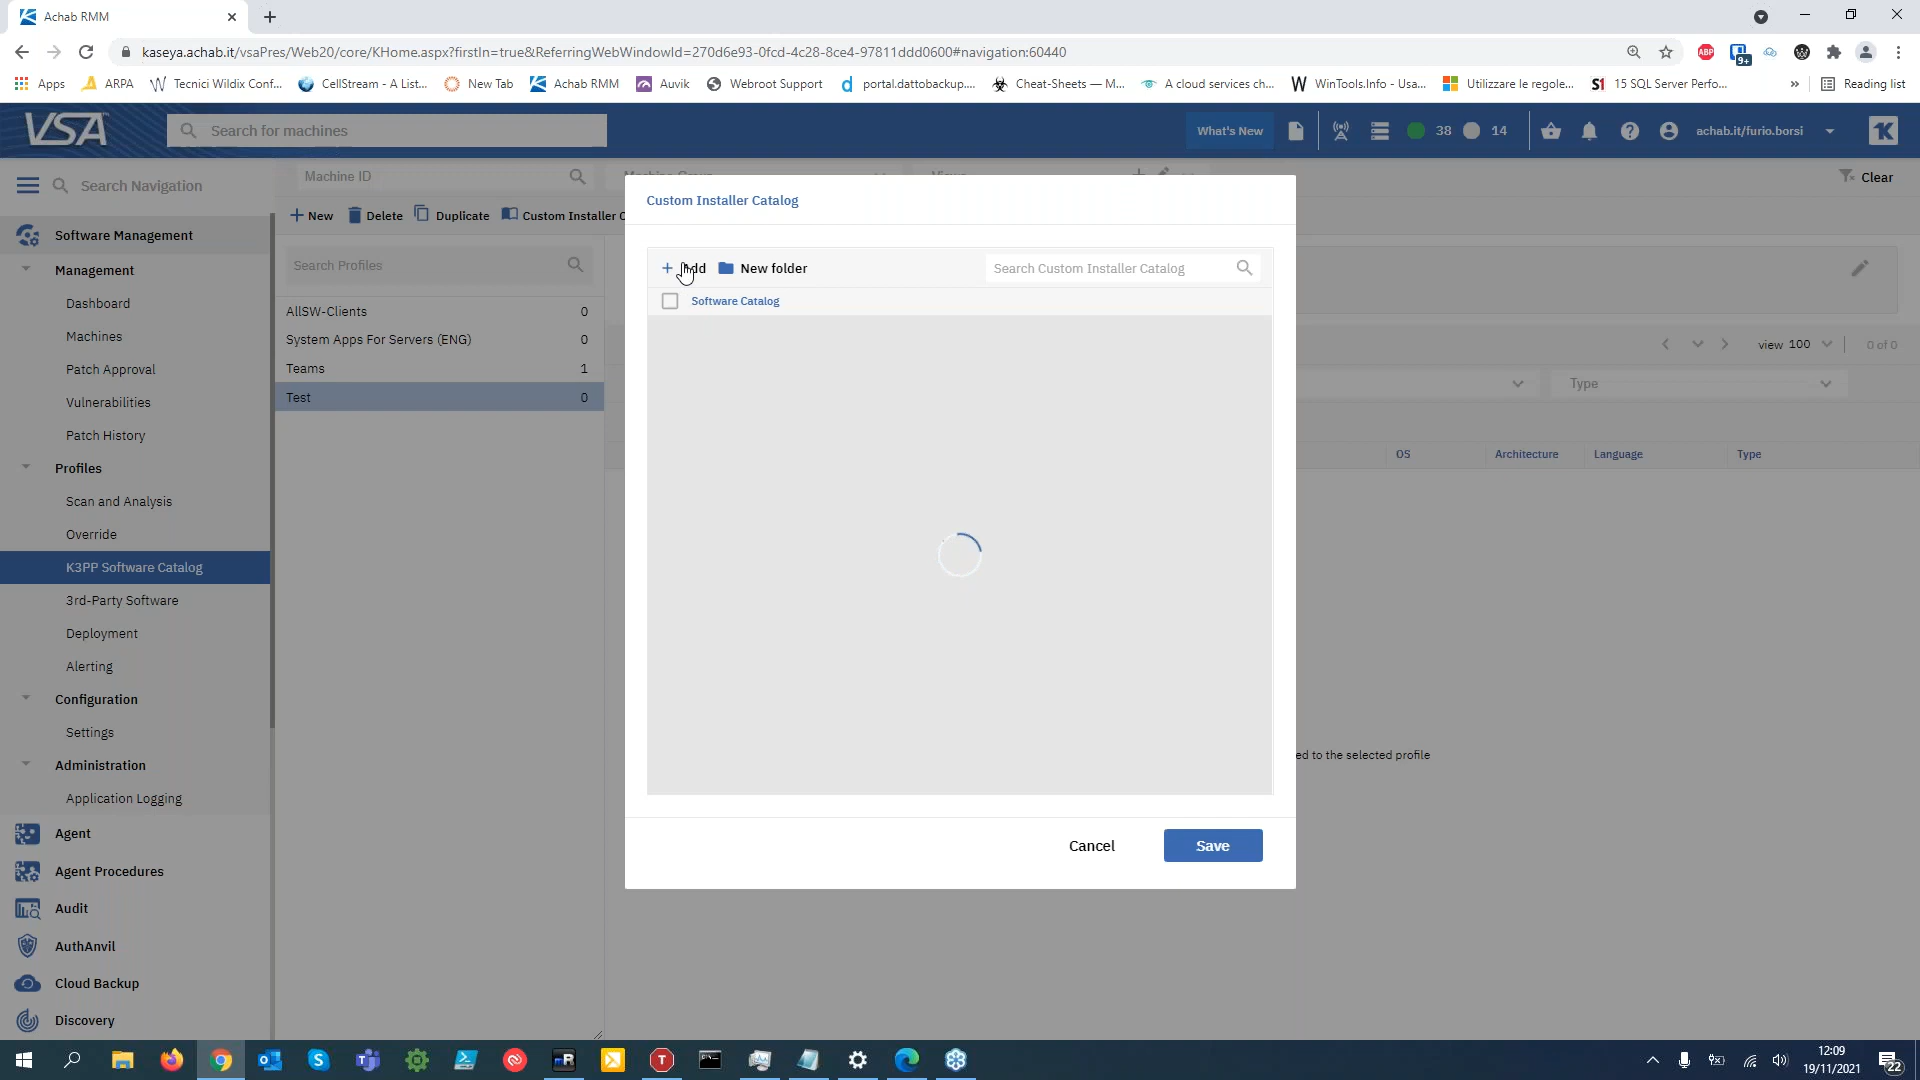 Achab RMM
kaseya.achab.it/vsaPres/Web20/core/KHome.aspx?firstIn=true&ReferringWebWindowId=270d6e93-0fcd-4c28-8ce4-97811ddd0600#navigation:60440
ABP
9+
Apps
ARPA
Tecnici Wildix Conf...
CellStream - A List...
New Tab
Achab RMM
Auvik
Webroot Support
portal.dattobackup....
Cheat-Sheets — M...
A cloud services ch...
WinTools.Info - Usa...
Utilizzare le regole...
15 SQL Server Perfo...
»
Reading list
VSA
Search for machines
What's New
38
14
achab.it/furio.borsi
Search Navigation
Machine ID
Clear
New
Delete
Duplicate
Custom Installer C
Software Management
Management
Dashboard
Machines
Patch Approval
Vulnerabilities
Patch History
Profiles
Scan and Analysis
Override
K3PP Software Catalog
3rd-Party Software
Deployment
Alerting
Configuration
Settings
Administration
Application Logging
Agent
Agent Procedures
Audit
AuthAnvil
Cloud Backup
Discovery
Search Profiles
AllSW-Clients 0
System Apps For Servers (ENG) 0
Teams 1
Test 0
Custom Installer Catalog
+ Add
New folder
Search Custom Installer Catalog
Software Catalog
Cancel
Save
view 100
0 of 0
Type
OS
Architecture
Language
Type
ed to the selected profile
12:09
19/11/2021
22